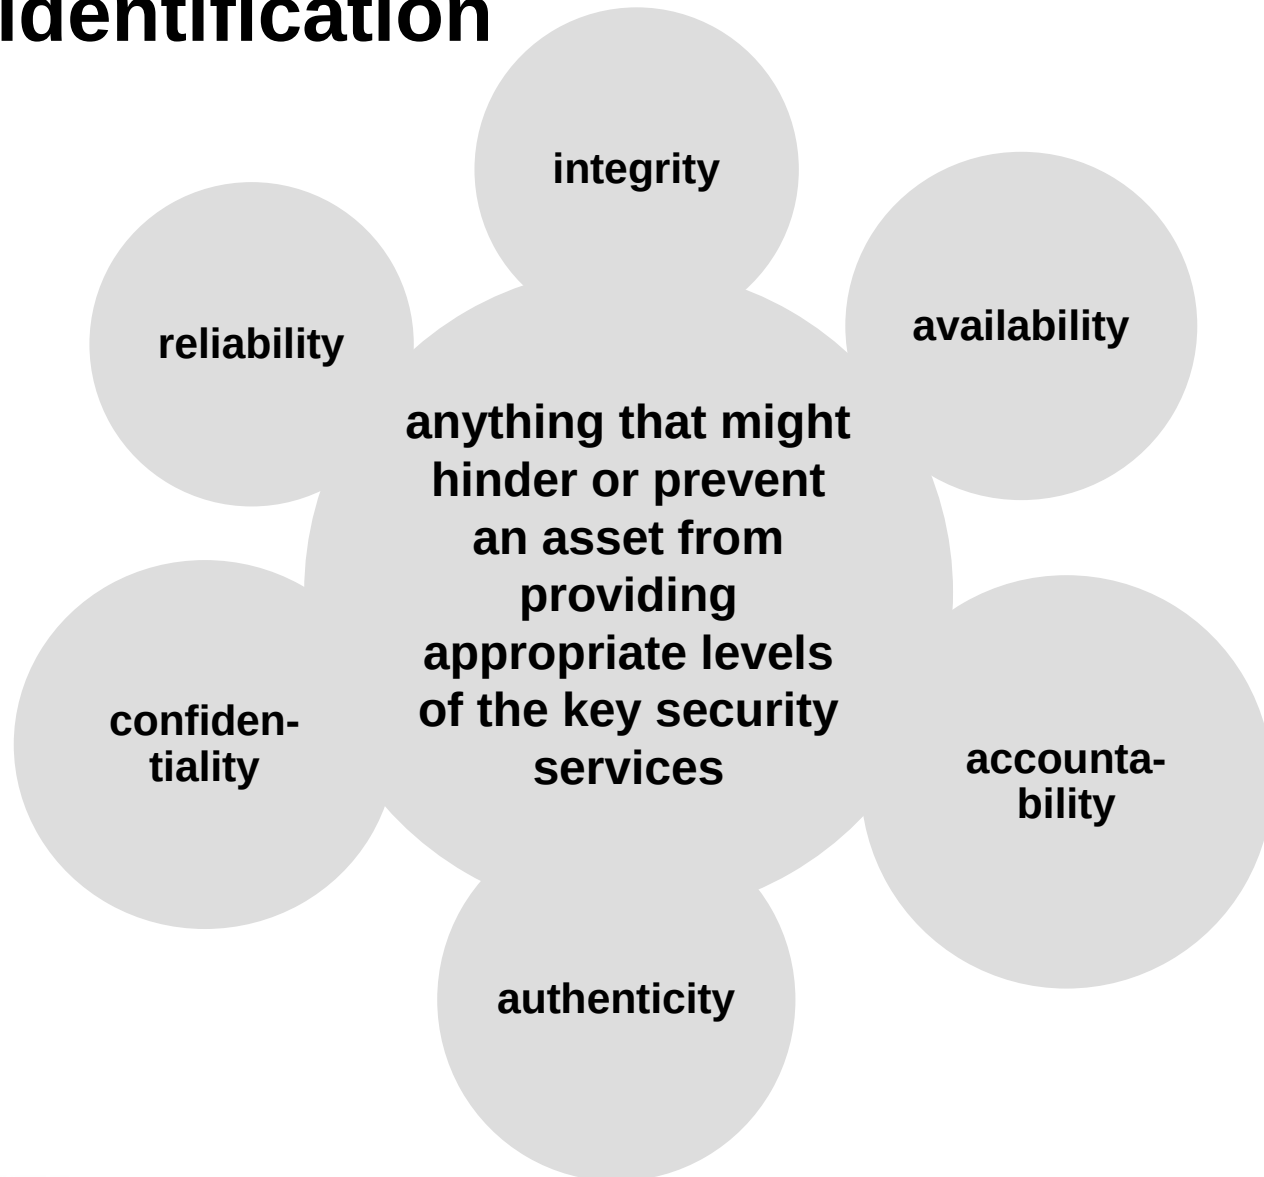 identification
integrity
availability
reliability
anything that might
hinder or prevent
an asset from
providing
appropriate levels
of the key security
services
confiden-
tiality
accounta-
bility
authenticity